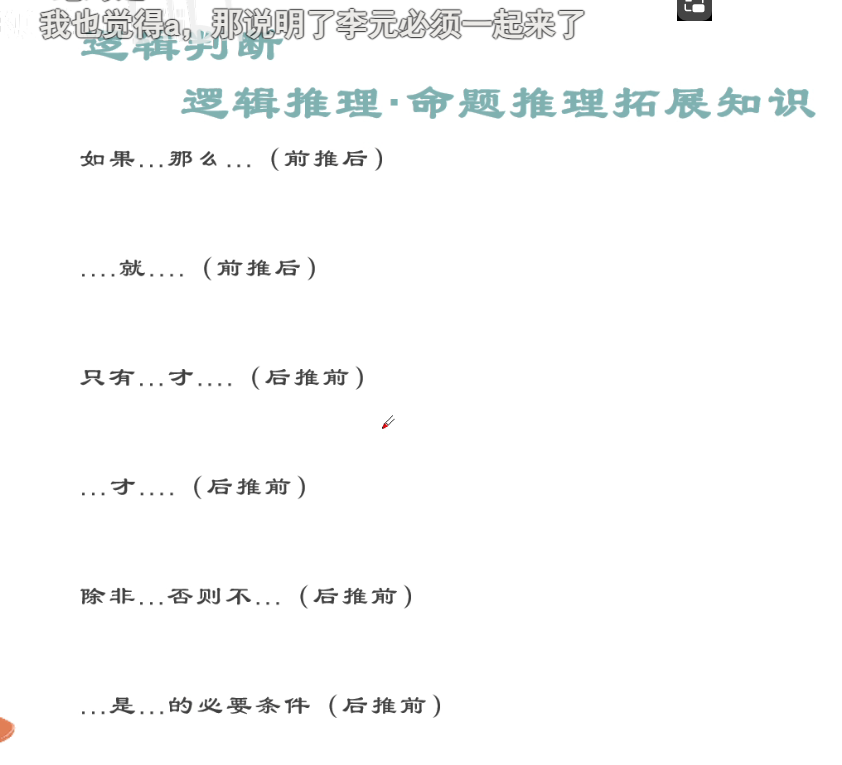 我也觉得a，那说明了李元必须一起来了
逻辑判断
逻辑推理·命题推理拓展知识
如果...那么...（前推后）
....就....（前推后）
只有...才....（后推前）
...才....（后推前）
除非...否则不...（后推前）
...是...的必要条件（后推前）